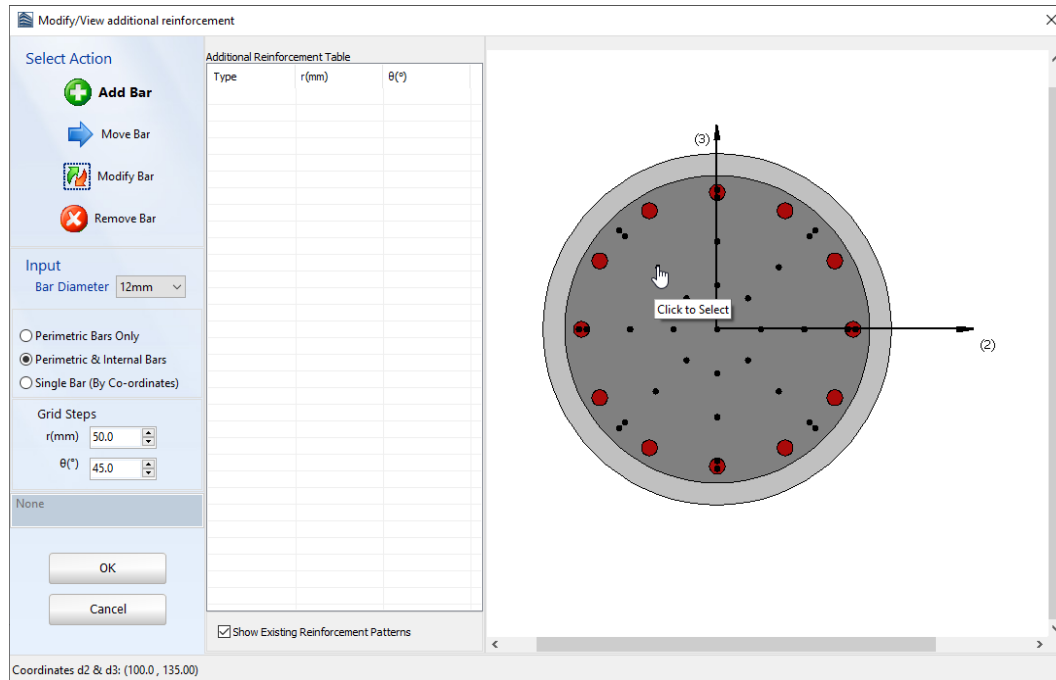 Modify/View additional reinforcement
Select Action
Add Bar
Move Bar
Modify Bar
Remove Bar
Input
Bar Diameter 12mm
Perimetric Bars Only
Perimetric & Internal Bars
Single Bar (By Co-ordinates)
Grid Steps
r(mm) 50.0
θ(°) 45.0
None
OK
Cancel
Additional Reinforcement Table
Type r(mm) θ(°)
Show Existing Reinforcement Patterns
(3)
Click to Select
(2)
Coordinates d2 & d3: (100.0 , 135.00)